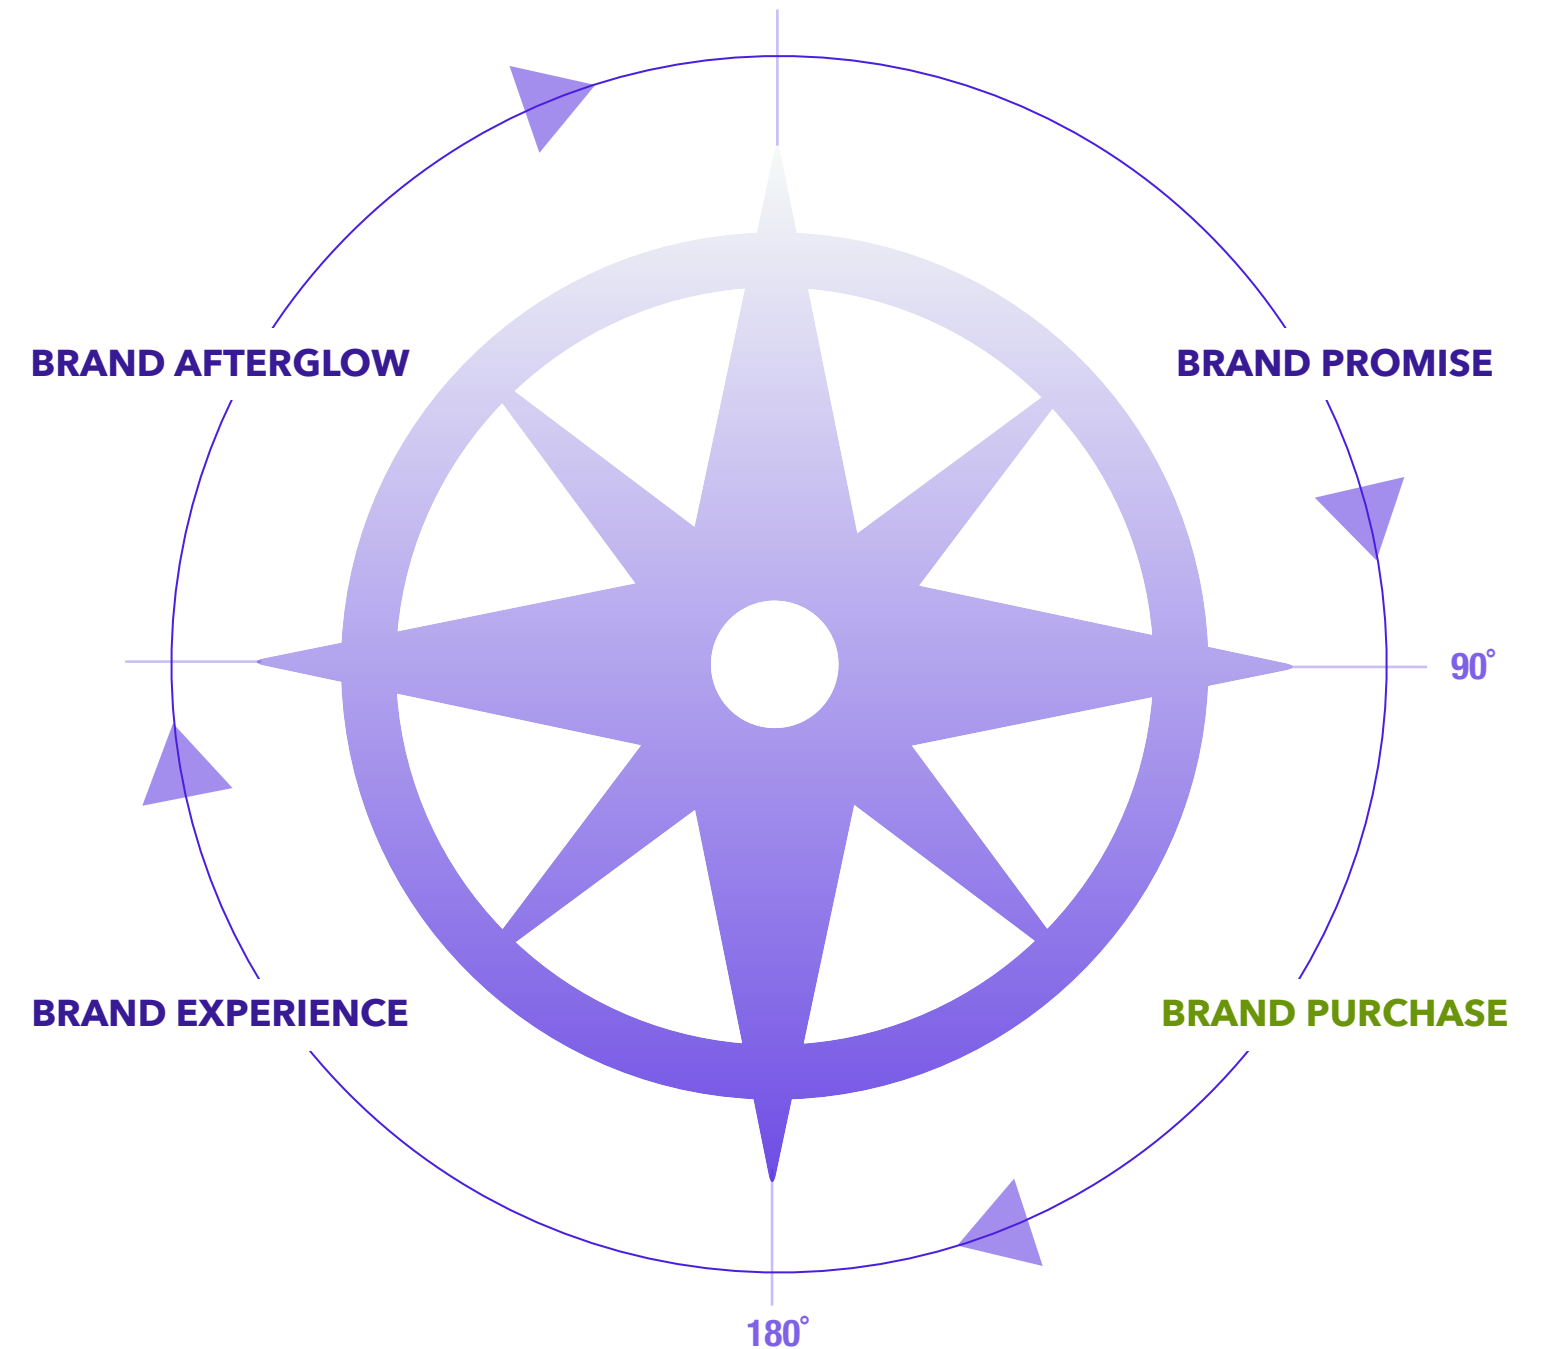 BRAND AFTERGLOW
BRAND PROMISE
90°
BRAND EXPERIENCE
BRAND PURCHASE
180°